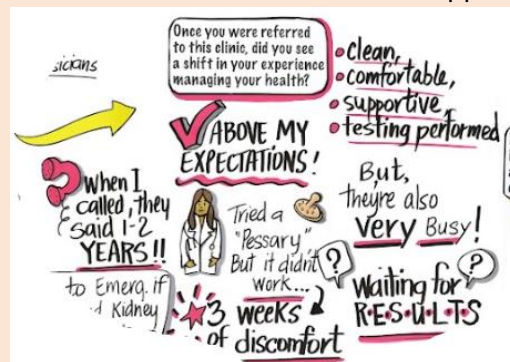 sicians
Once you were referred
to this clinic, did you see
a shift in your experience
managing your health?
• clean,
• comfortable,
• supportive,
• testing performed
ABOVE MY
EXPECTATIONS!
When I
called, they
said 1-2
YEARS!!
to Emerg. if
Kidney
Tried a
"Pessary"
But it didn't
work...
3 weeks
of discomfort
But,
they're also
very Busy!
Waiting for
R•E•S•U•L•T•S